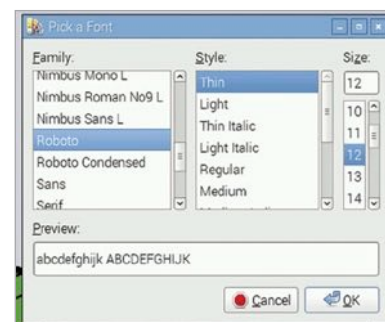 Pick a Font
Family:
Nimbus Mono L
Nimbus Roman No9 L
Nimbus Sans L
Roboto
Roboto Condensed
Sans
Serif
Style:
Thin
Light
Thin Italic
Light Italic
Regular
Medium
Size:
12
10
11
12
13
14
Preview:
abcdefghijk ABCDEFGHIJK
Cancel
OK